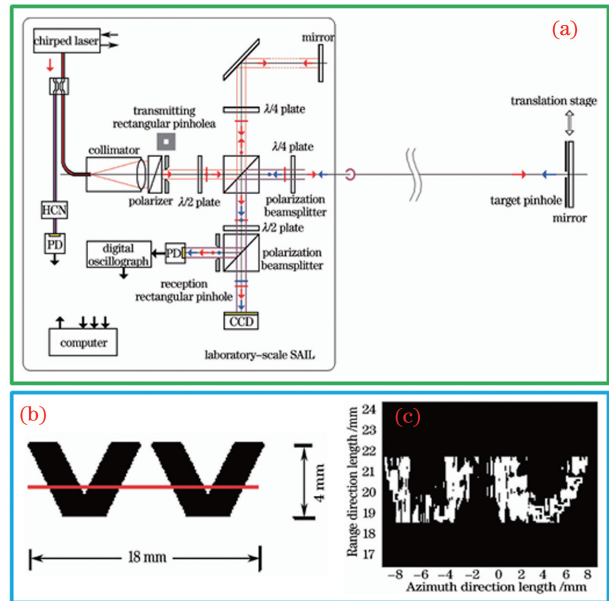 (a)
chirped laser
mirror
λ/4 plate
translation stage
transmitting
rectangular pinholea
λ/4 plate
collimator
polarizer
λ/2 plate
polarization
beamsplitter
target pinhole
mirror
HCN
λ/2 plate
PD
digital
oscillograph
PD
polarization
beamsplitter
reception
rectangular pinhole
CCD
computer
laboratory-scale SAIL
(b)
4 mm
18 mm
(c)
Range direction length /mm
24
23
22
21
20
19
18
17
-8 -6 -4 -2 0 2 4 6 8
Azimuth direction length/mm